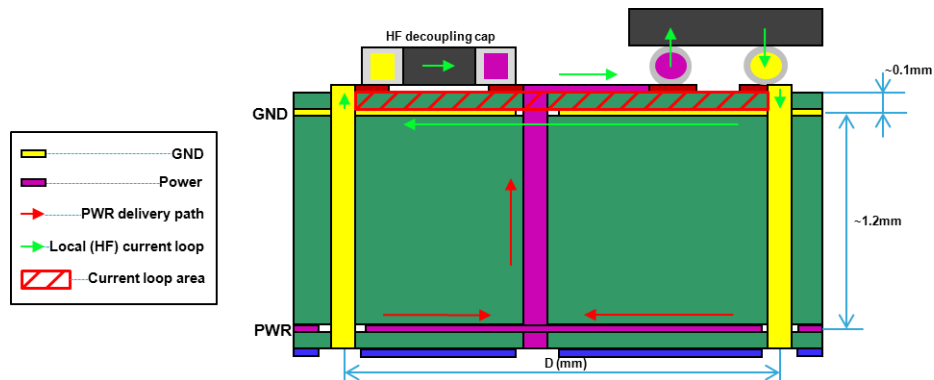 HF decoupling cap
~0.1mm
GND
GND
Power
PWR delivery path
Local (HF) current loop
Current loop area
~1.2mm
PWR
D (mm)